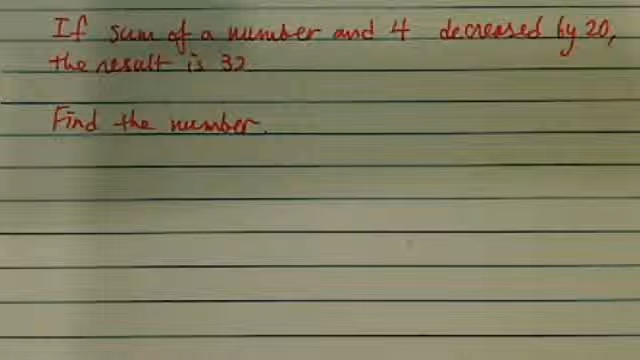 If sum of a number and 4 decreased by 20,
the result is 32
Find the number.